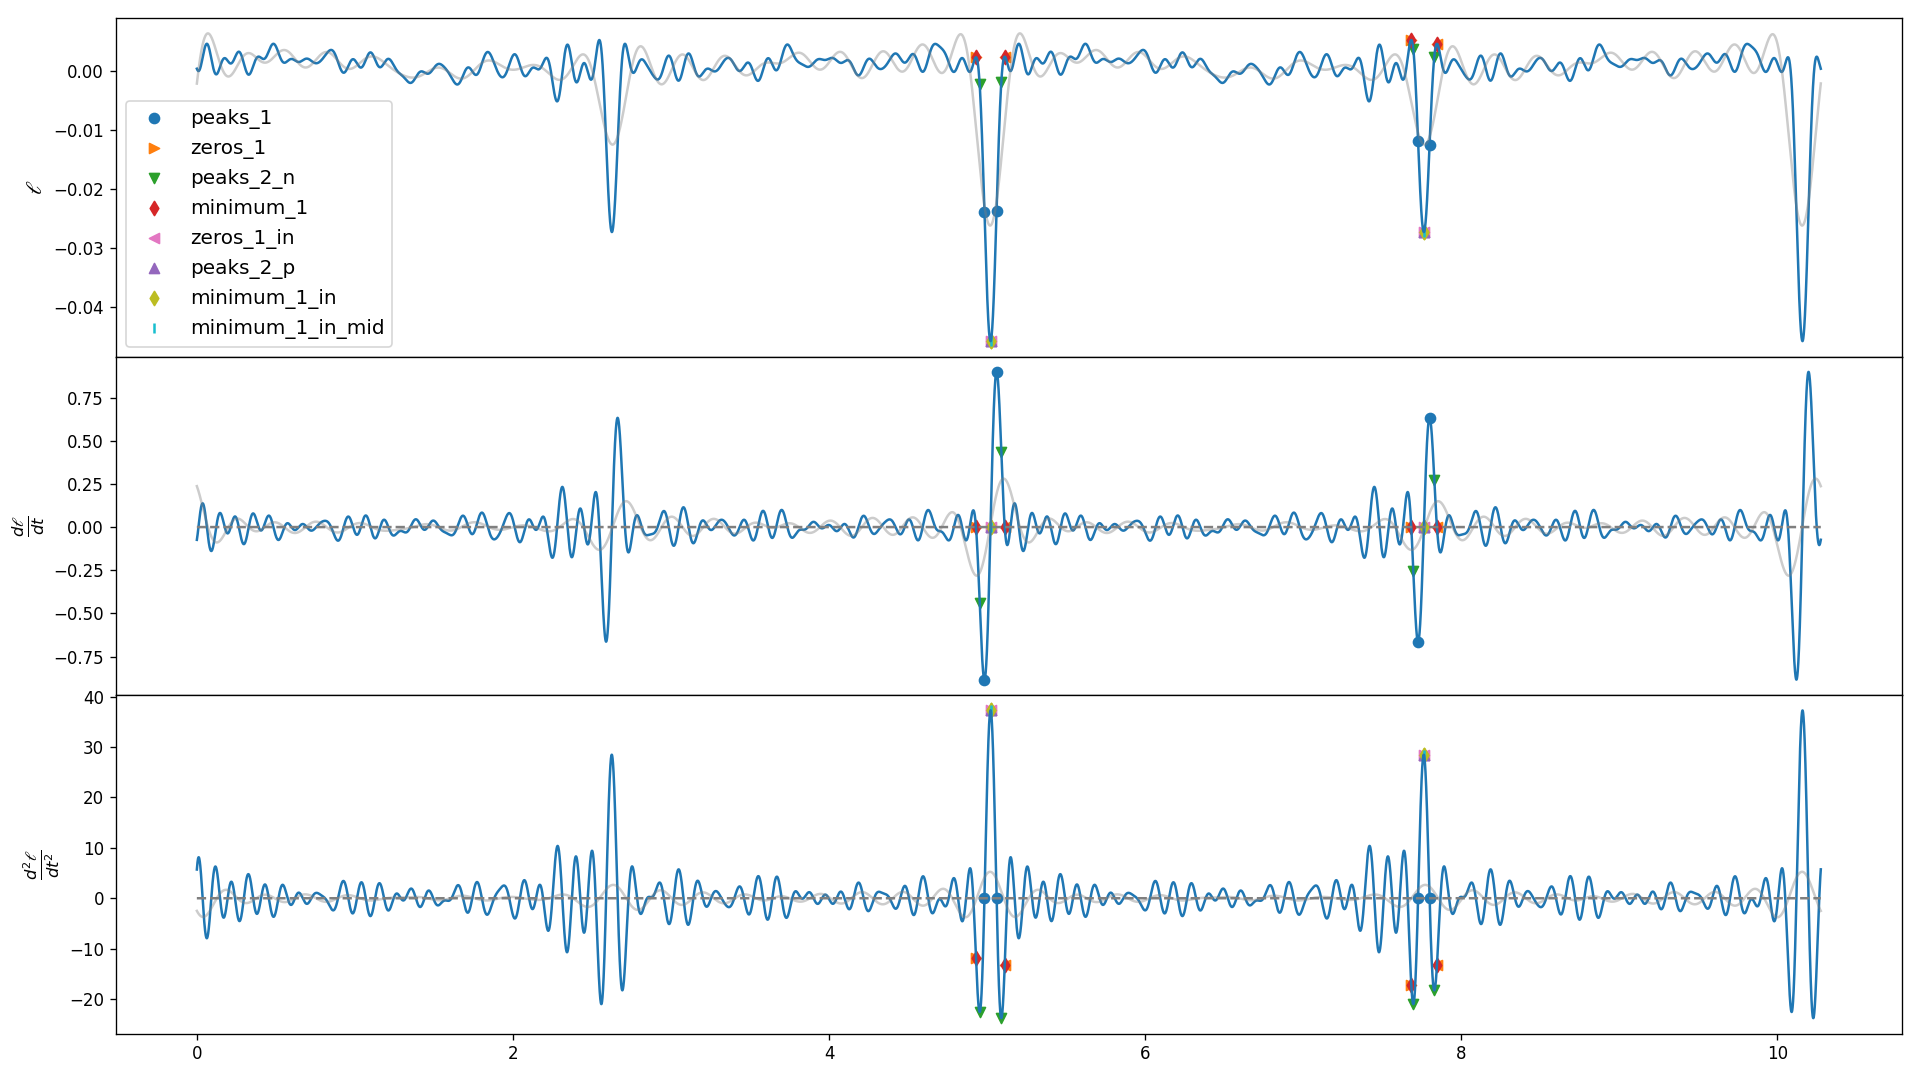 0.00
−0.01
−0.02
−0.03
−0.04
ℓ
peaks_1
zeros_1
peaks_2_n
minimum_1
zeros_1_in
peaks_2_p
minimum_1_in
minimum_1_in_mid
0.75
0.50
0.25
0.00
−0.25
−0.50
−0.75
dℓ
dt
40
30
20
10
0
−10
−20
d²ℓ
dt²
0 2 4 6 8 10